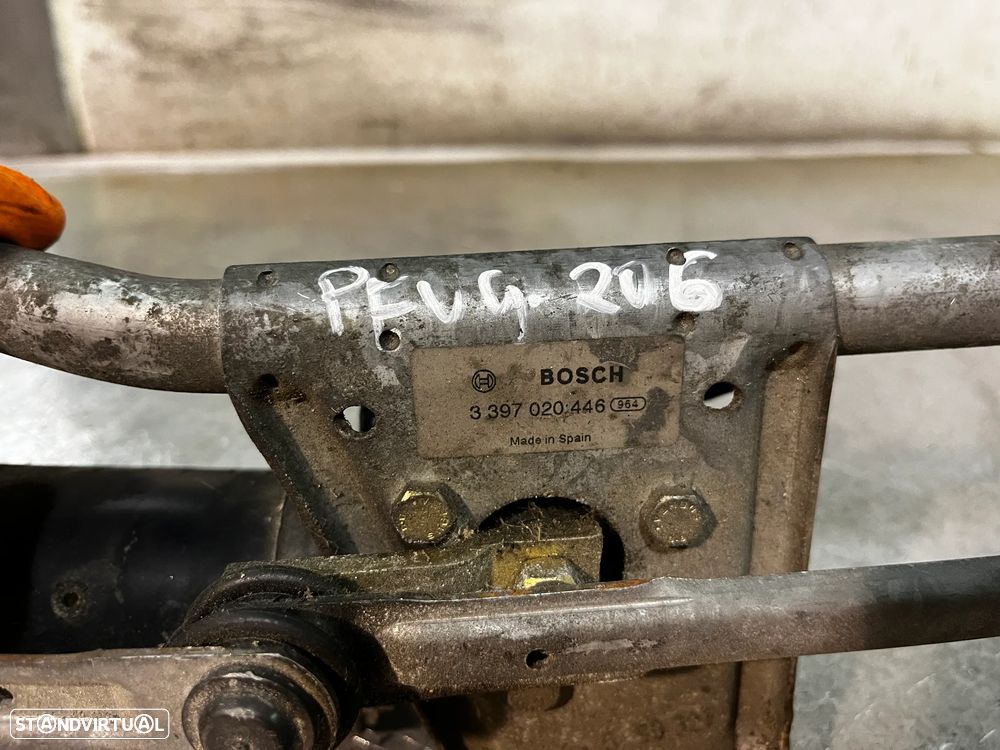 PEUG. 206
BOSCH
3 397 020 446 964
Made in Spain
STANDVIRTUAL